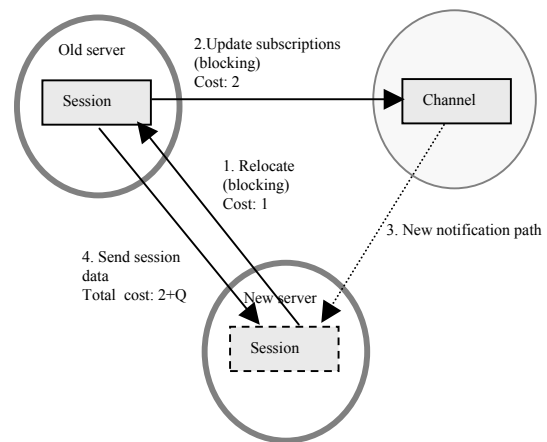 Old server
Session
2.Update subscriptions
(blocking)
Cost: 2
Channel
1. Relocate
(blocking)
Cost: 1
3. New notification path
4. Send session
data
Total cost: 2+Q
New server
Session